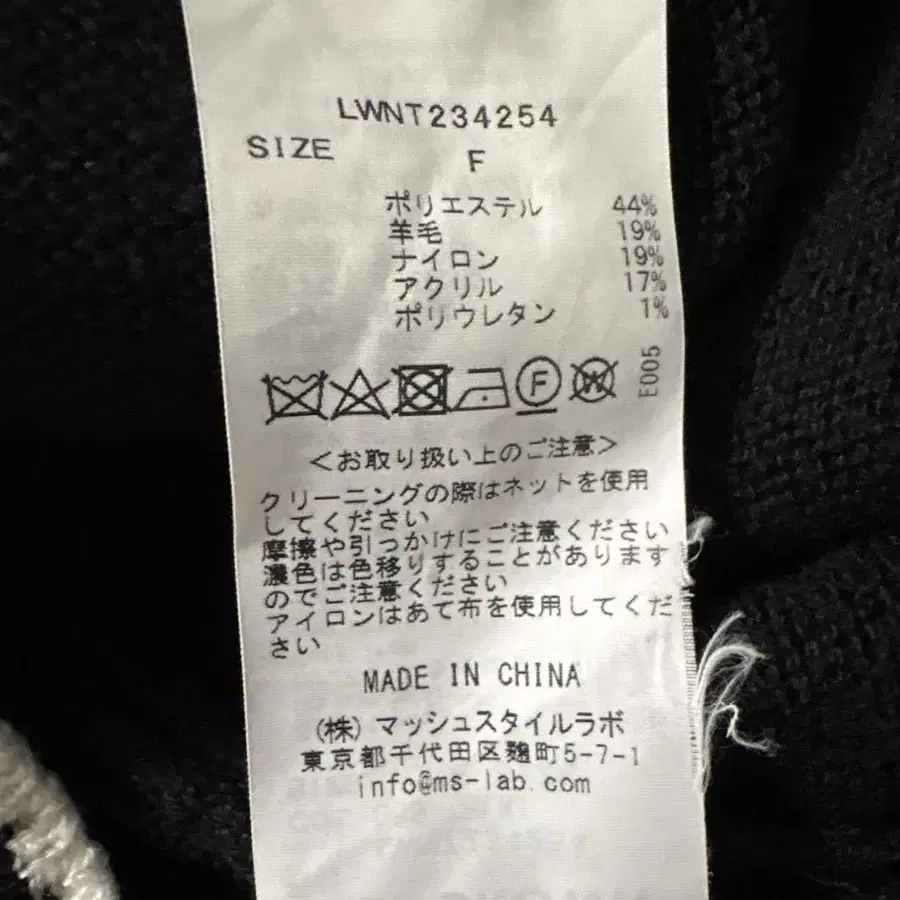 LWNT234254
SIZE F
ポリエステル 44%
羊毛 19%
ナイロン 19%
アクリル 17%
ポリウレタン 1%
F W E005
<お取り扱い上のご注意>
クリーニングの際はネットを使用
してください
摩擦や引っかけにご注意ください
濃色は色移りすることがあります
のでご注意ください
アイロンはあて布を使用してくだ
さい
MADE IN CHINA
(株)マッシュスタイルラボ
東京都千代田区麹町5-7-1
info@ms-lab.com